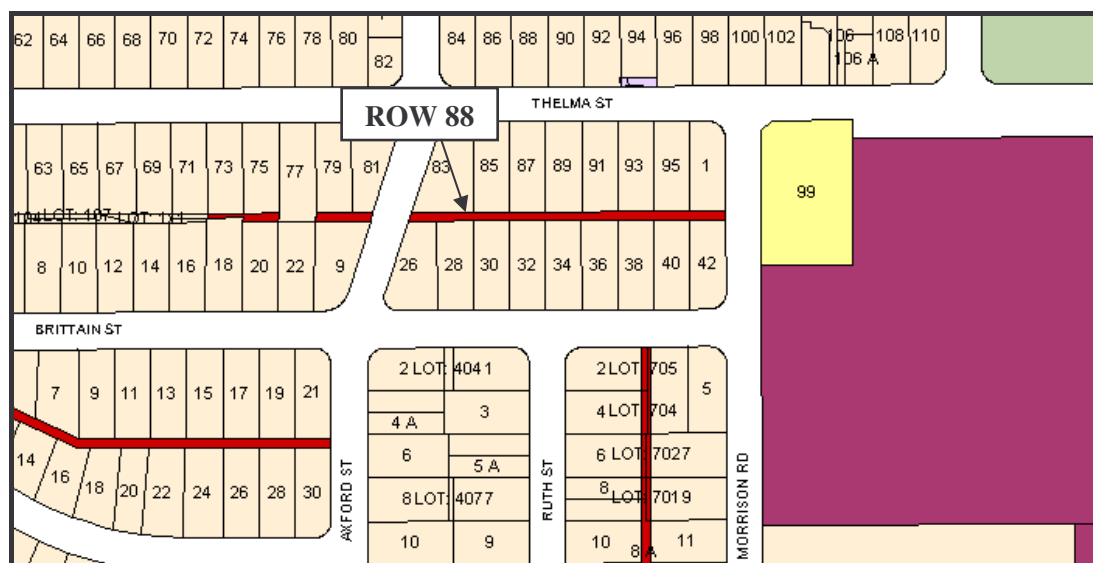 62 64 66 68 70 72 74 76 78 80 84 86 88 90 92 94 96 98 100 102 106 108 110
82 106 A
THELMA ST
ROW 88
63 65 67 69 71 73 75 77 79 81 83 85 87 89 91 93 95 1
99
104 LOT: 107 LOT: 111
8 10 12 14 16 18 20 22 9 26 28 30 32 34 36 38 40 42
BRITTAIN ST
2 LOT: 4041 2 LOT: 705
7 9 11 13 15 17 19 21 5
3 4 LOT: 704
4 A
6 5 A 6 LOT: 7027
14 16 18 20 22 24 26 28 30
8 LOT: 4077 8 LOT: 7019
AXFORD ST
RUTH ST
MORRISON RD
10 9 10 8 A 11